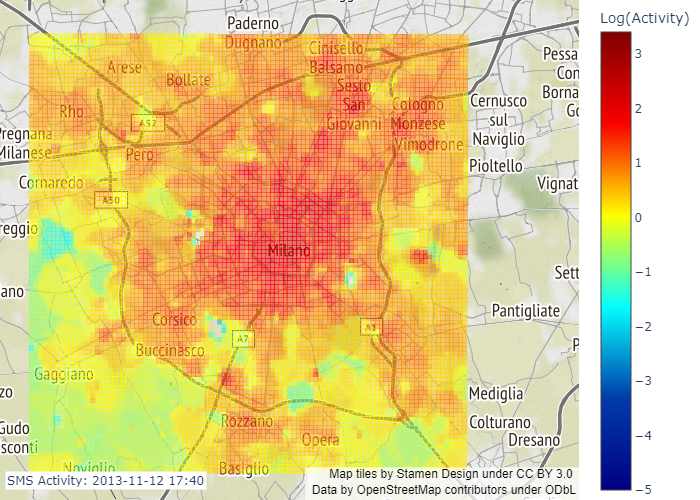 Paderno
Dugnano
Cinisello
Balsamo
Log(Activity)
Arese
Bollate
Sesto
San
Giovanni
Pessa
Con
Borna
Go
Rho
A52
Cologno
Monzese
Cernusco
sul
Naviglio
Pregnana
Milanese
Pero
Vimodrone
Pioltello
Cornaredo
A50
Vignat
reggio
Milano
Sett
ano
Pantigliate
Corsico
A7
A1
P
Buccinasco
Gaggiano
zo
Mediglia
Gudo
sconti
Rozzano
Colturano
Dresano
Opera
Noviglio
Basiglio
3
2
1
0
−1
−2
−3
−4
−5
SMS Activity: 2013-11-12 17:40
Map tiles by Stamen Design under CC BY 3.0
Data by OpenStreetMap contributors under ODbL